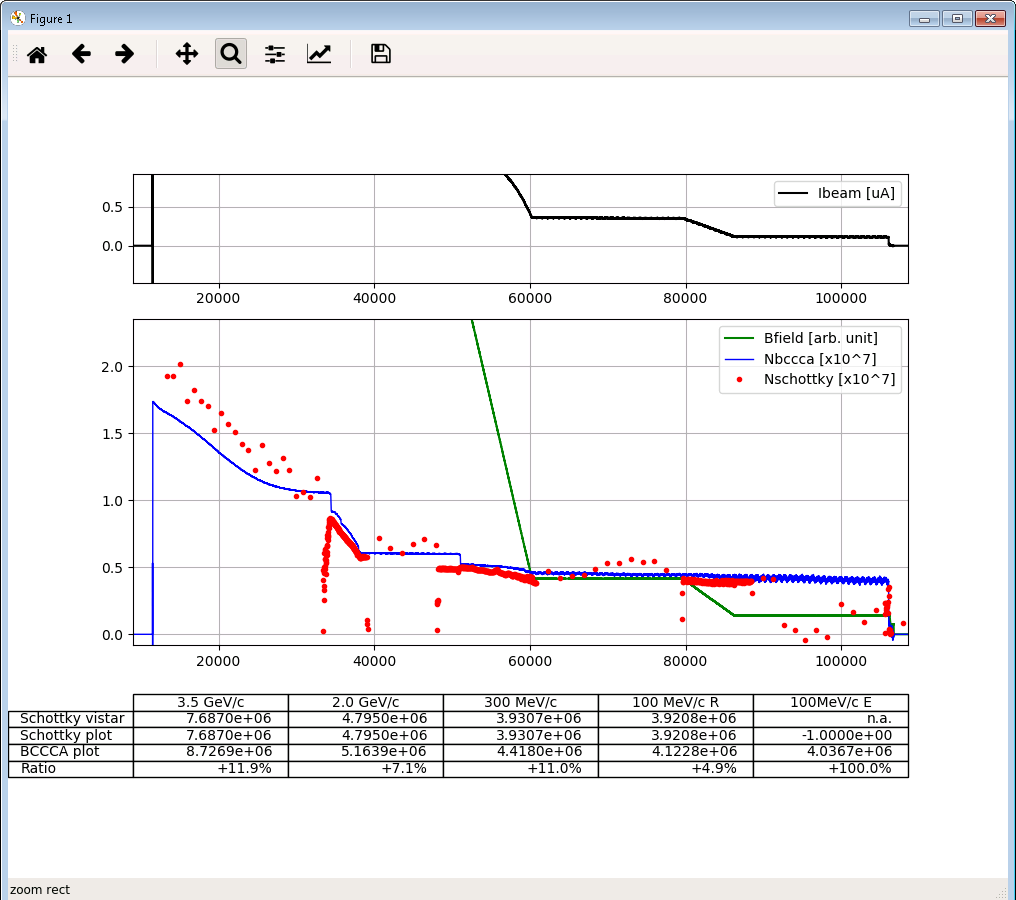 Figure 1
Ibeam [uA]
0.5
0.0
20000 40000 60000 80000 100000
Bfield [arb. unit]
Nbccca [x10^7]
Nschottky [x10^7]
2.0
1.5
1.0
0.5
0.0
20000 40000 60000 80000 100000
3.5 GeV/c 2.0 GeV/c 300 MeV/c 100 MeV/c R 100MeV/c E
Schottky vistar 7.6870e+06 4.7950e+06 3.9307e+06 3.9208e+06 n.a.
Schottky plot 7.6870e+06 4.7950e+06 3.9307e+06 3.9208e+06 -1.0000e+00
BCCCA plot 8.7269e+06 5.1639e+06 4.4180e+06 4.1228e+06 4.0367e+06
Ratio +11.9% +7.1% +11.0% +4.9% +100.0%
zoom rect